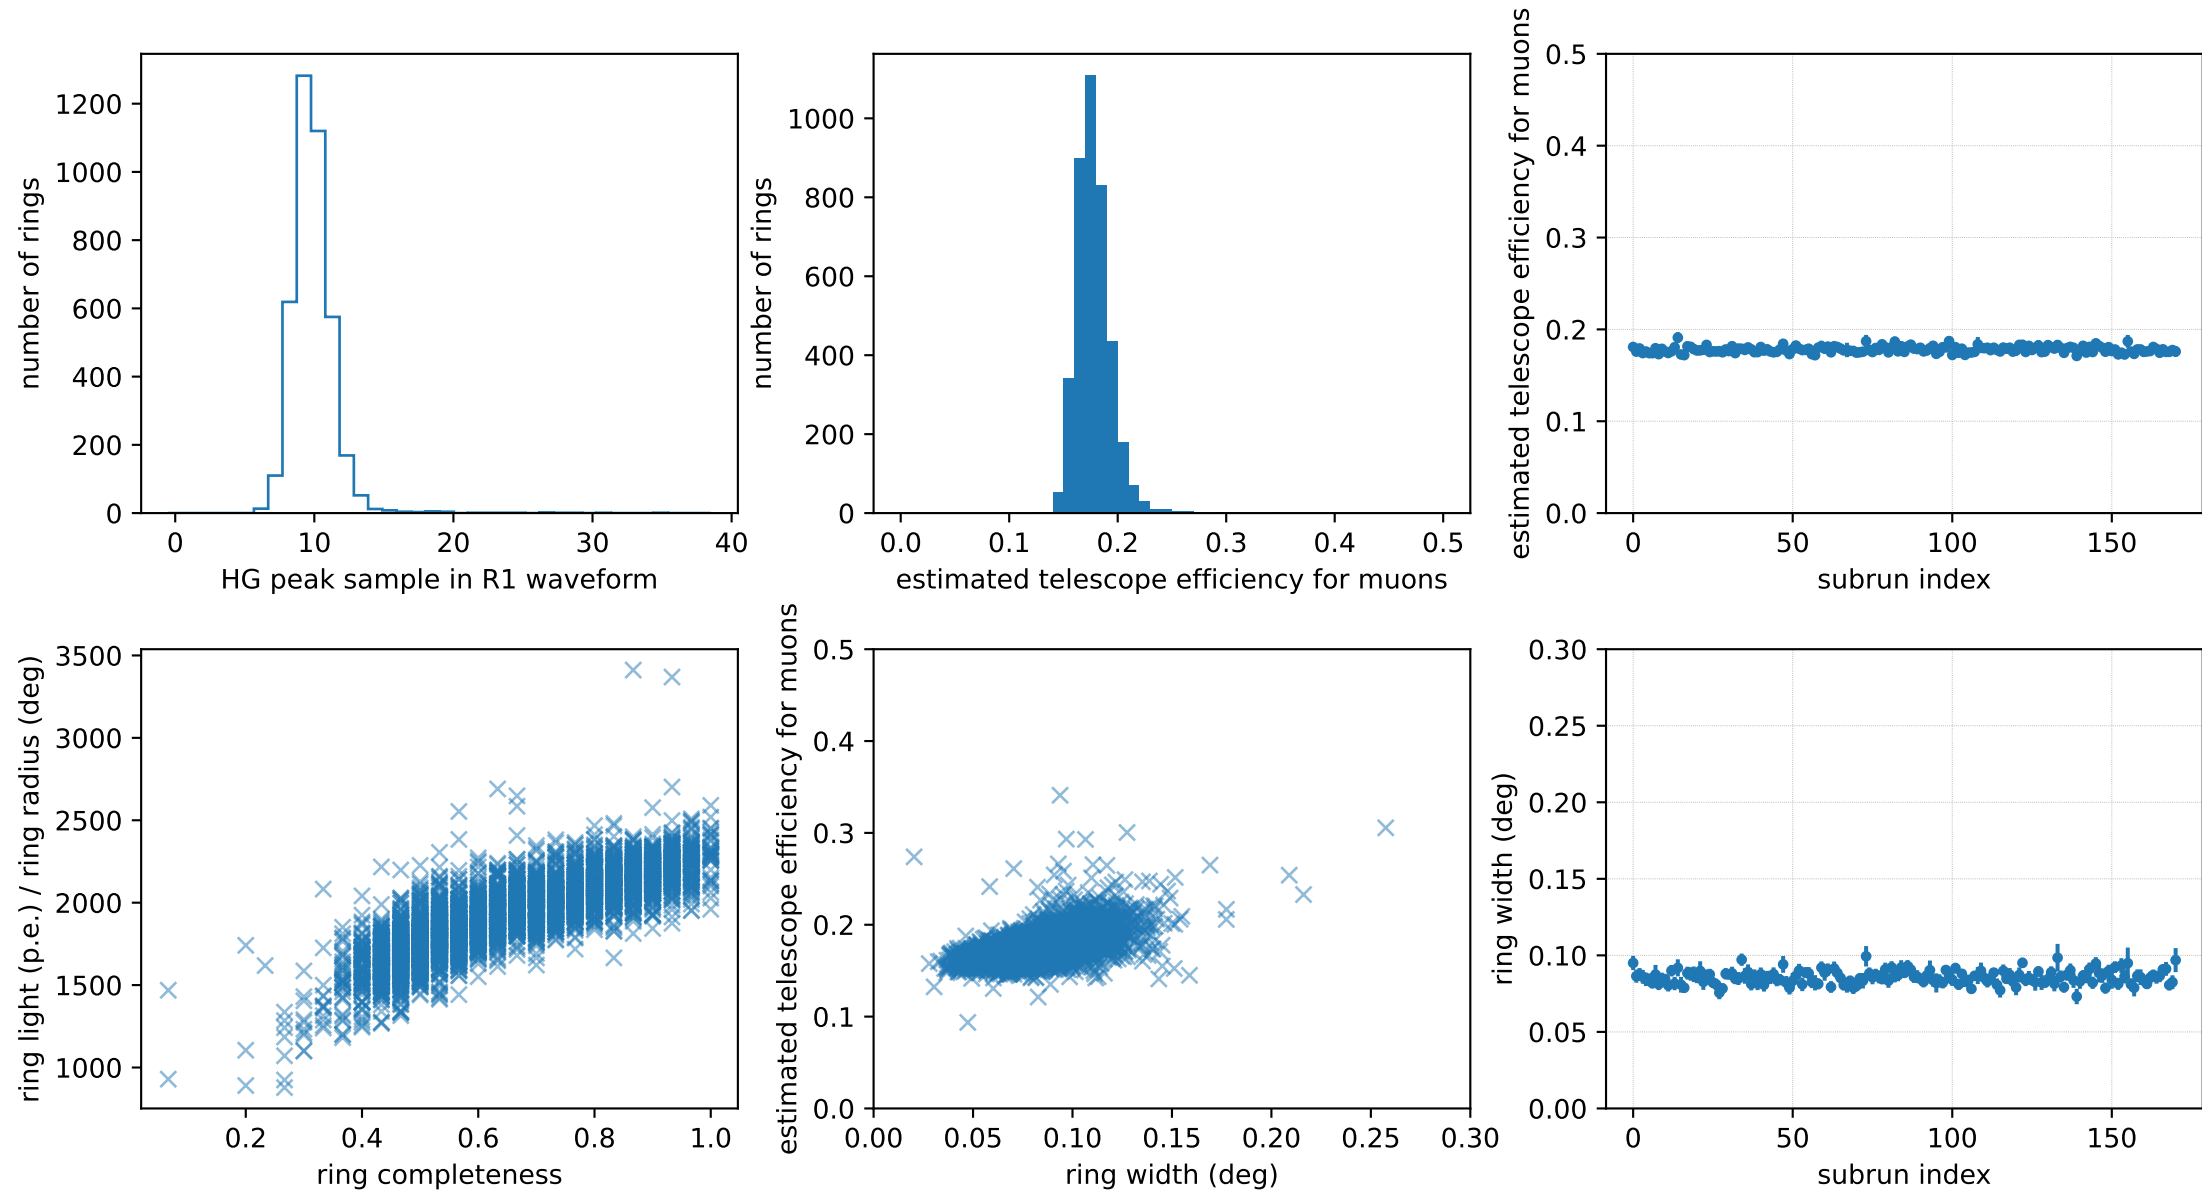 number of rings
1200
1000
800
600
400
200
0
0 10 20 30 40
HG peak sample in R1 waveform
number of rings
1000
800
600
400
200
0
0.0 0.1 0.2 0.3 0.4 0.5
estimated telescope efficiency for muons
estimated telescope efficiency for muons
0.5
0.4
0.3
0.2
0.1
0.0
0 50 100 150
subrun index
ring light (p.e.) / ring radius (deg)
3500
3000
2500
2000
1500
1000
0.2 0.4 0.6 0.8 1.0
ring completeness
estimated telescope efficiency for muons
0.5
0.4
0.3
0.2
0.1
0.0
0.00 0.05 0.10 0.15 0.20 0.25 0.30
ring width (deg)
ring width (deg)
0.30
0.25
0.20
0.15
0.10
0.05
0.00
0 50 100 150
subrun index